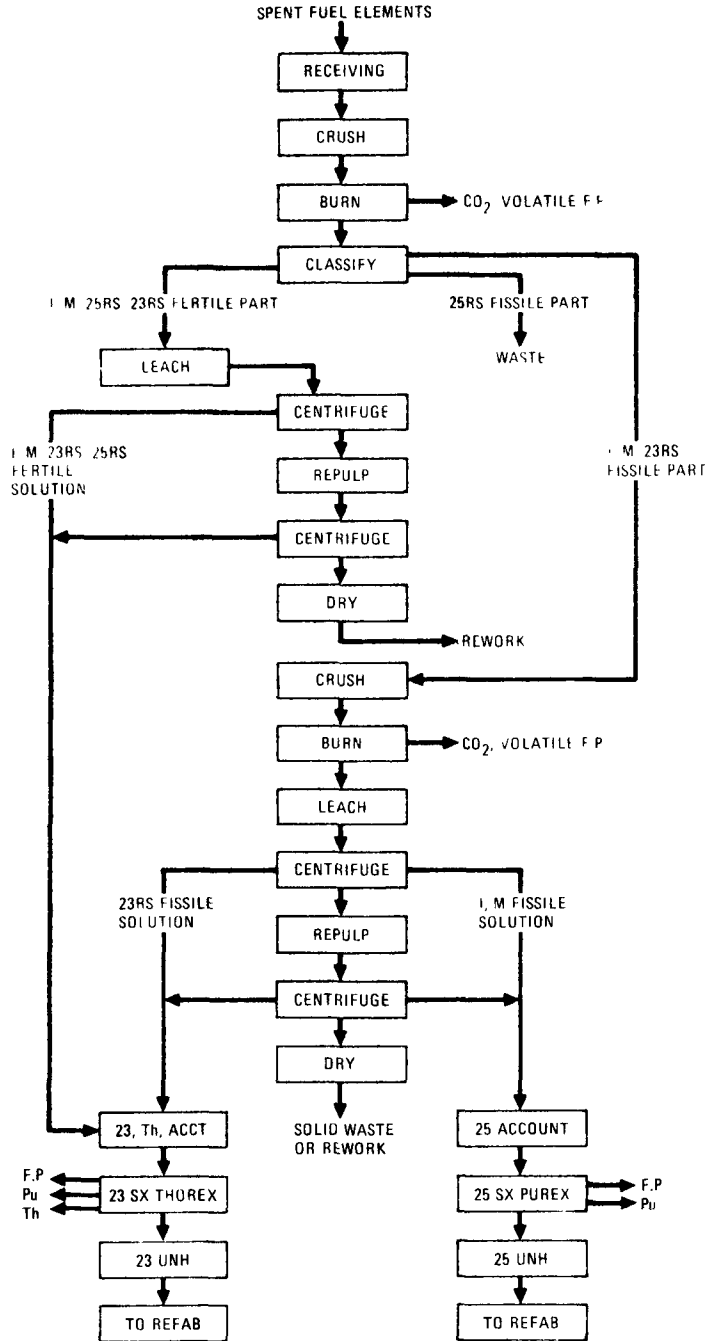 SPENT FUEL ELEMENTS
RECEIVING
CRUSH
BURN
CO2 VOLATILE F.F
CLASSIFY
I M 25RS 23RS FERTILE PART
25RS FISSILE PART
WASTE
LEACH
CENTRIFUGE
I M 23RS 25RS
FERTILE
SOLUTION
I M 23RS
FISSILE PART
REPULP
CENTRIFUGE
DRY
REWORK
CRUSH
BURN
CO2, VOLATILE F.P
LEACH
CENTRIFUGE
23RS FISSILE
SOLUTION
I, M FISSILE
SOLUTION
REPULP
CENTRIFUGE
DRY
SOLID WASTE
OR REWORK
23, Th, ACCT
25 ACCOUNT
F.P
Pu
Th
23 SX THOREX
25 SX PUREX
F.P
Pu
23 UNH
25 UNH
TO REFAB
TO REFAB